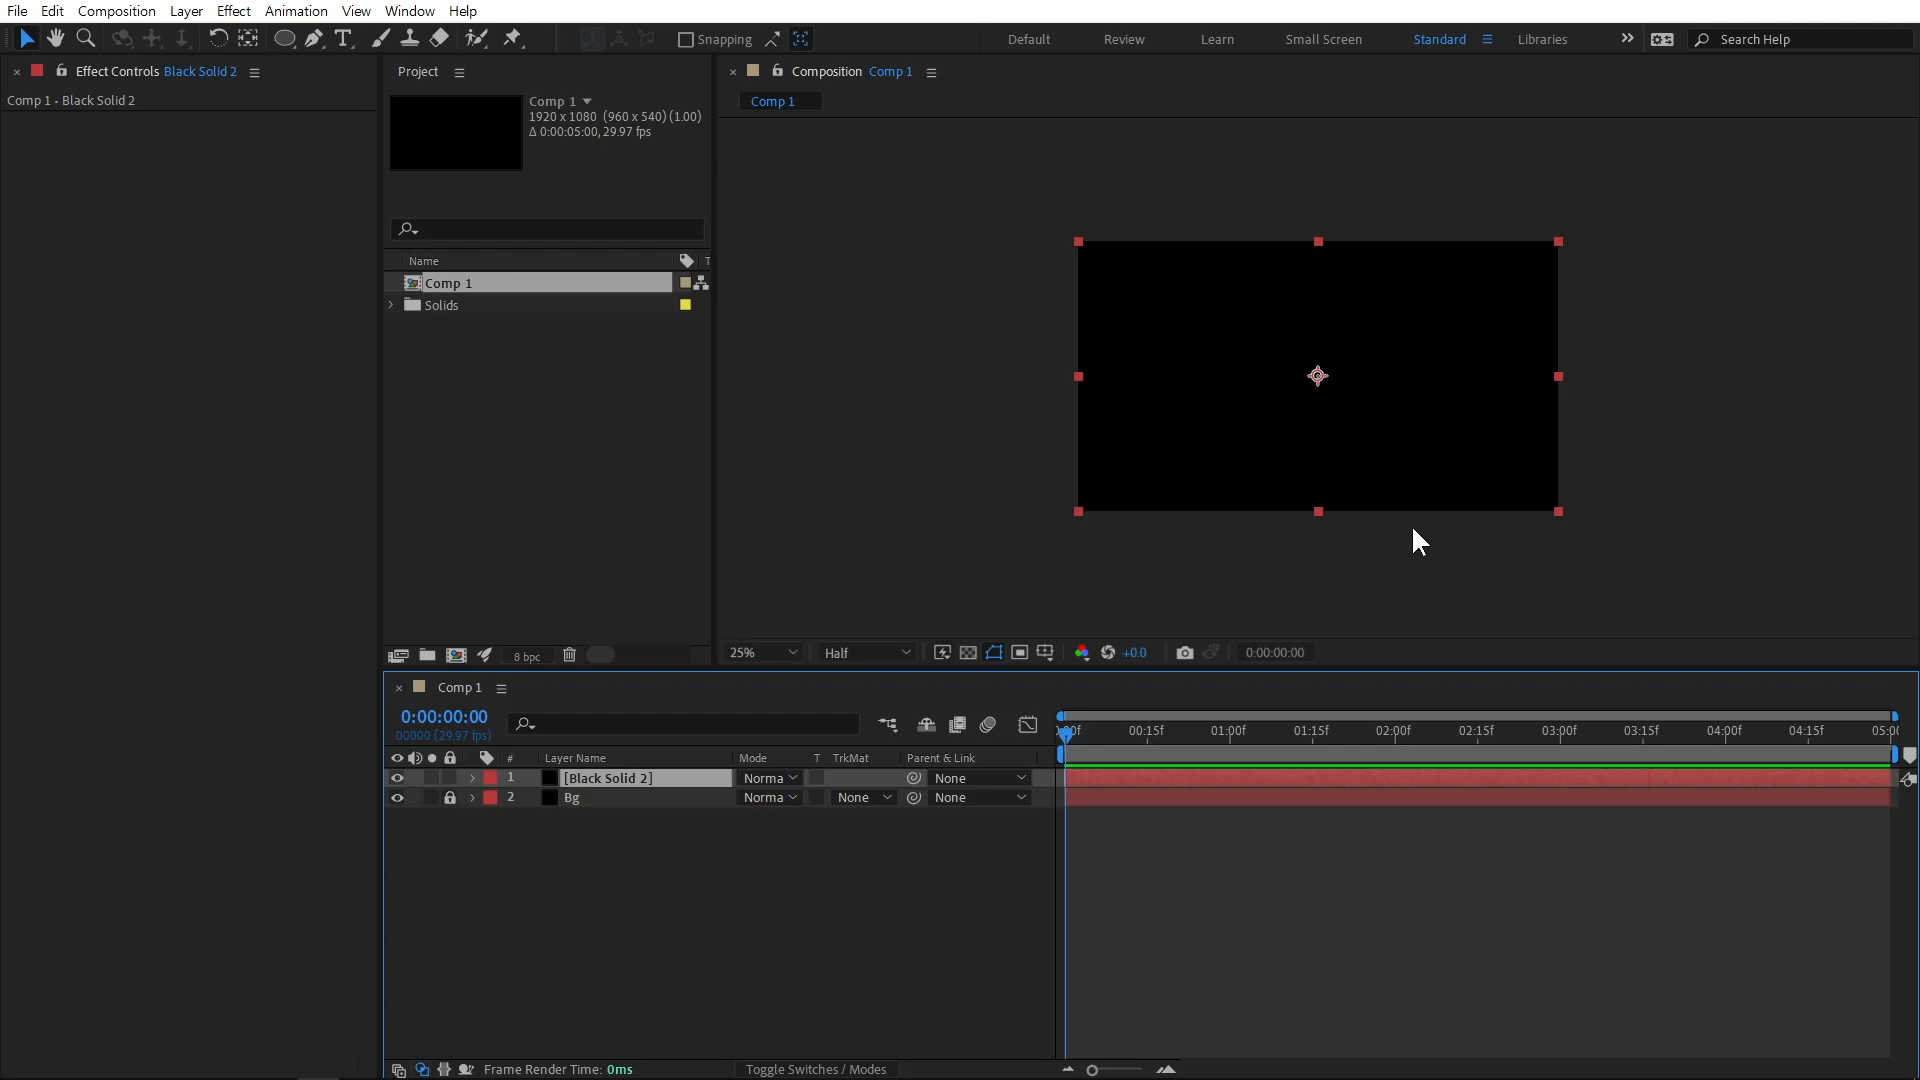 File Edit Composition Layer Effect Animation View Window Help
Snapping
Default Review Learn Small Screen Standard Libraries
Search Help
Effect Controls Black Solid 2
Comp 1 • Black Solid 2
Project
Comp 1
1920 x 1080 (960 x 540) (1.00)
Δ 0:00:05:00, 29.97 fps
Name T
Comp 1
Solids
8 bpc
Composition Comp 1
Comp 1
25% Half +0.0 0:00:00:00
Comp 1
0:00:00:00
00000 (29.97 fps)
# Layer Name Mode T TrkMat Parent & Link
1 [Black Solid 2] Norma None
2 Bg Norma None None
00:15f 01:00f 01:15f 02:00f 02:15f 03:00f 03:15f 04:00f 04:15f
Frame Render Time: 0ms
Toggle Switches / Modes